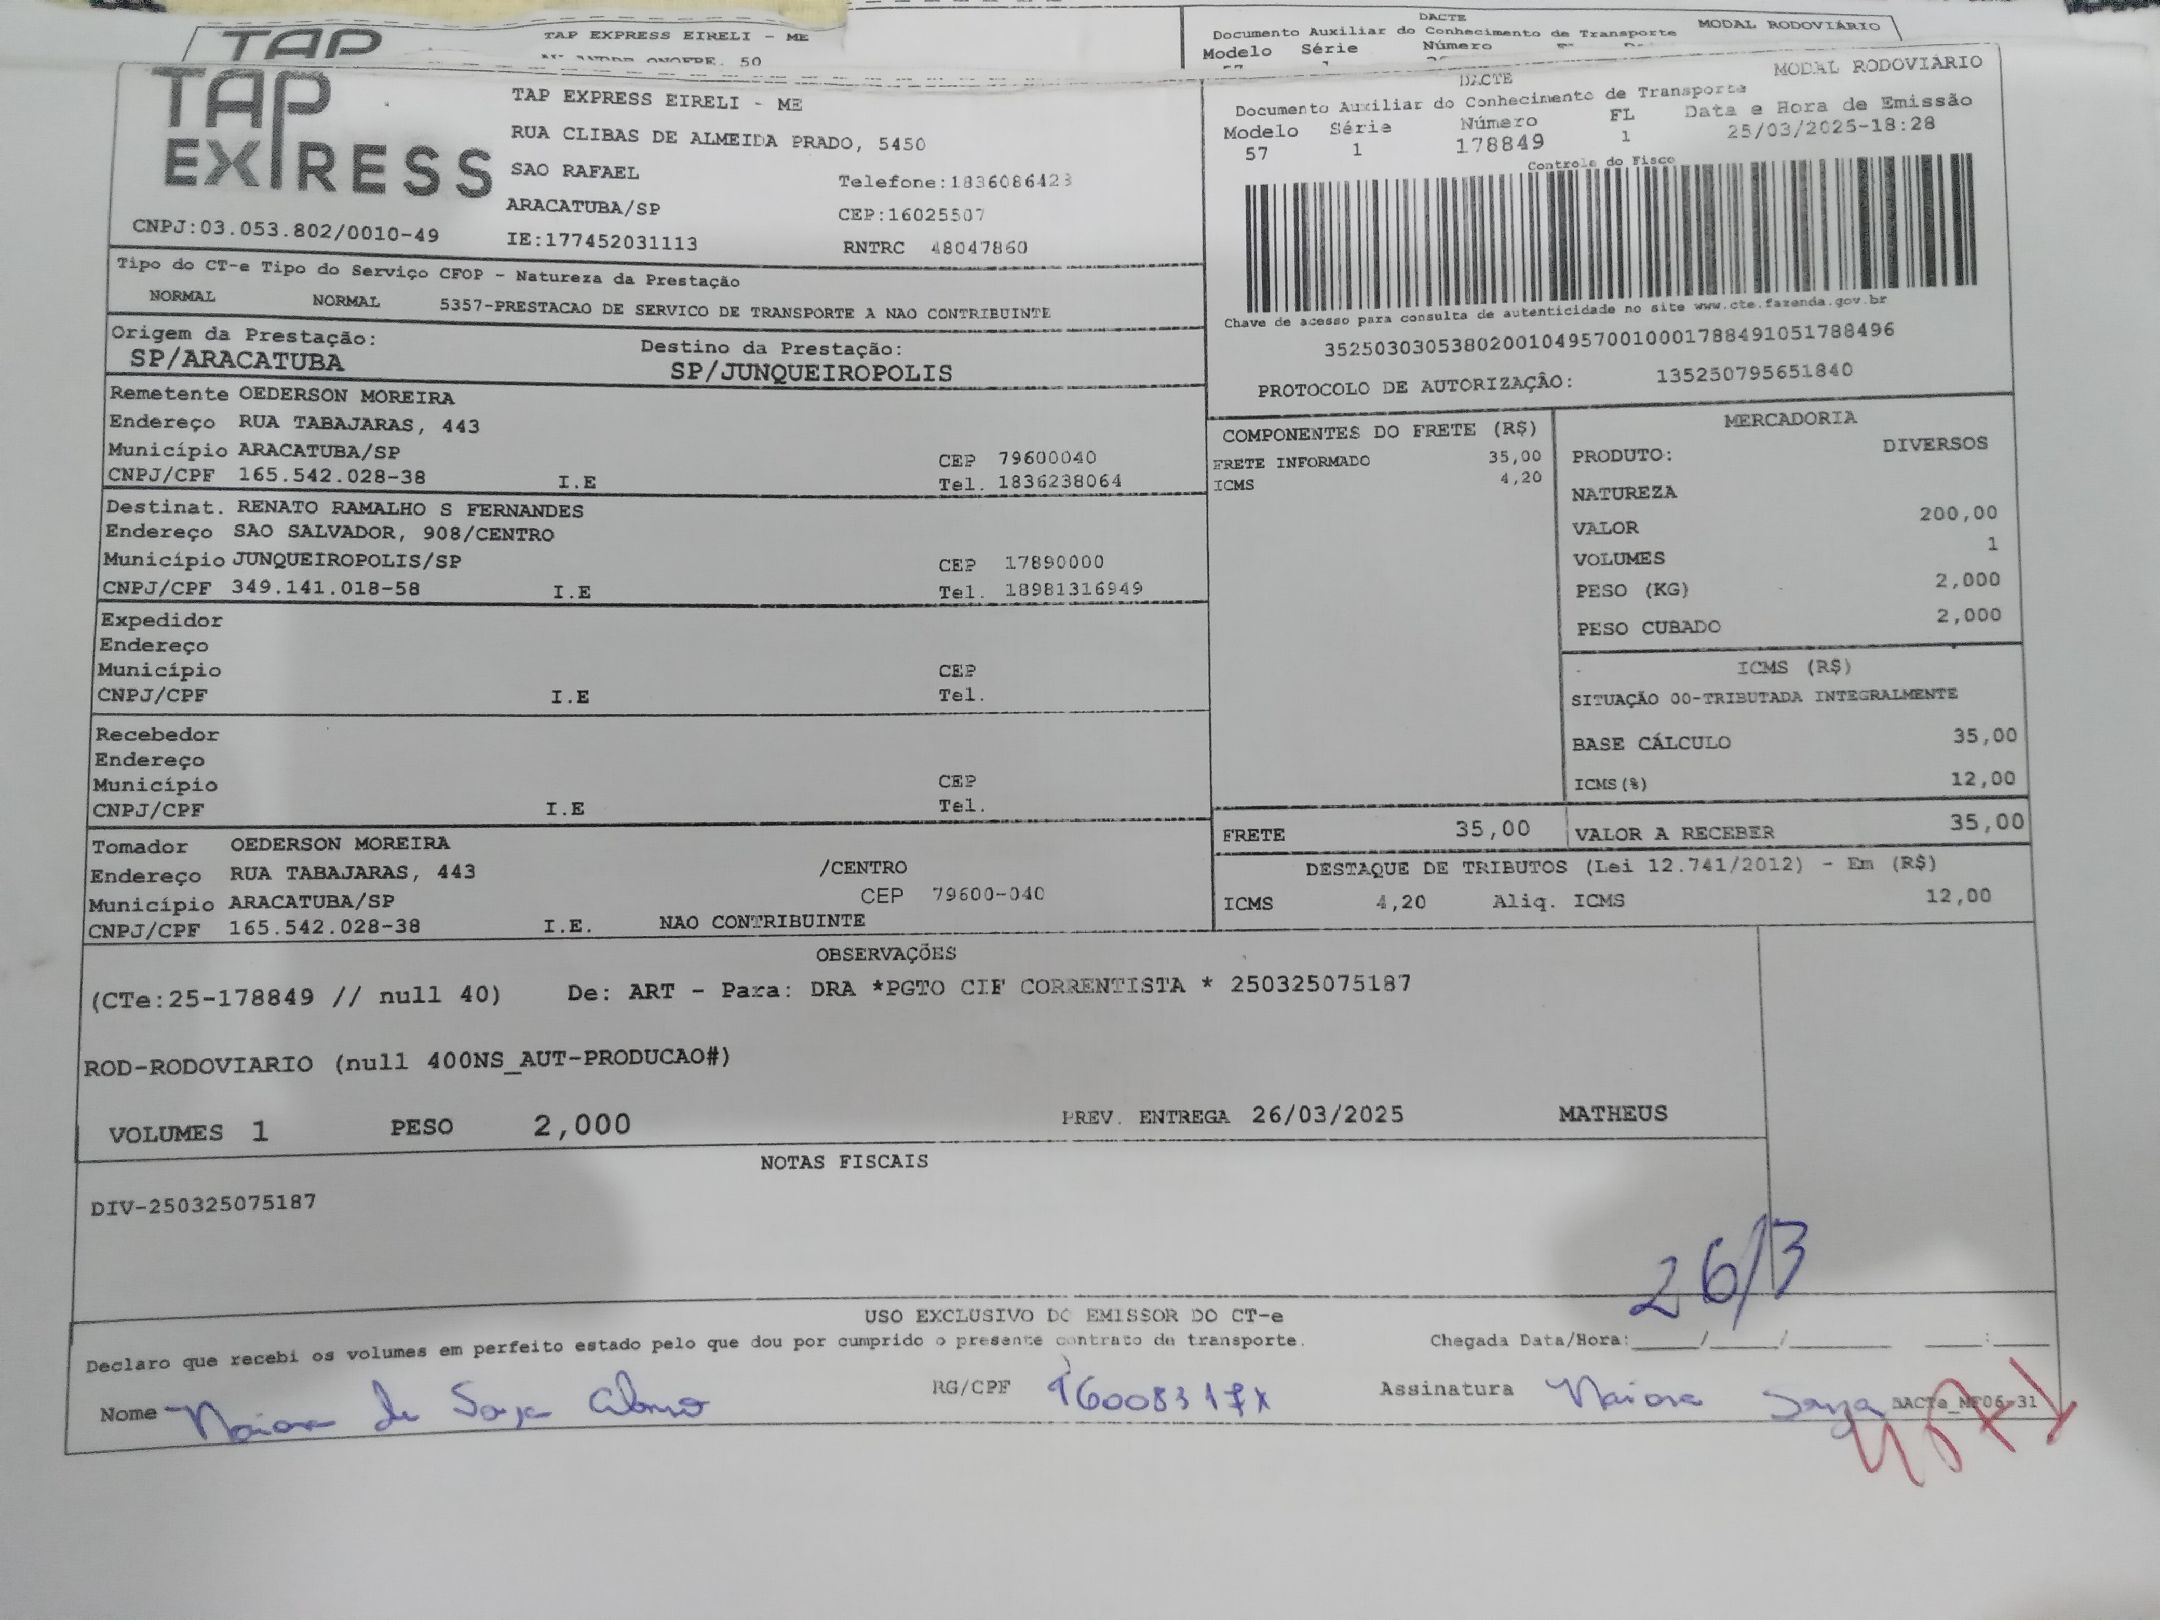 TAP
TAP EXPRESS EIRELI - ME
DACTE
Documento Auxiliar do Conhecimento de Transporte
MODAL RODOVIÁRIO
Modelo Série Número
TAP EXPRESS
CNPJ:03.053.802/0010-49
TAP EXPRESS EIRELI - ME
RUA CLIBAS DE ALMEIDA PRADO, 5450
SAO RAFAEL
Telefone:1836086423
ARACATUBA/SP
CEP:16025507
IE:177452031113
RNTRC 48047860
DACTE
MODAL RODOVIÁRIO
Documento Auxiliar do Conhecimento de Transporte
Modelo Série Número FL Data e Hora de Emissão
57 1 178849 1 25/03/2025-18:28
Controle do Fisco
Chave de acesso para consulta de autenticidade no site www.cte.fazenda.gov.br
35250303053802001049570010001788491051788496
PROTOCOLO DE AUTORIZAÇÃO: 135250795651840
Tipo do CT-e Tipo do Serviço CFOP - Natureza da Prestação
NORMAL NORMAL 5357-PRESTACAO DE SERVICO DE TRANSPORTE A NAO CONTRIBUINTE
Origem da Prestação: Destino da Prestação:
SP/ARACATUBA SP/JUNQUEIROPOLIS
Remetente OEDERSON MOREIRA
Endereço RUA TABAJARAS, 443
Município ARACATUBA/SP CEP 79600040
CNPJ/CPF 165.542.028-38 I.E Tel. 1836238064
Destinat. RENATO RAMALHO S FERNANDES
Endereço SAO SALVADOR, 908/CENTRO
Município JUNQUEIROPOLIS/SP CEP 17890000
CNPJ/CPF 349.141.018-58 I.E Tel. 18981316949
Expedidor
Endereço
Município CEP
CNPJ/CPF I.E Tel.
Recebedor
Endereço
Município CEP
CNPJ/CPF I.E Tel.
Tomador OEDERSON MOREIRA
Endereço RUA TABAJARAS, 443 /CENTRO
Município ARACATUBA/SP CEP 79600-040
CNPJ/CPF 165.542.028-38 I.E. NAO CONTRIBUINTE
COMPONENTES DO FRETE (R$)
FRETE INFORMADO 35,00
ICMS 4,20
MERCADORIA
PRODUTO: DIVERSOS
NATUREZA
VALOR 200,00
VOLUMES 1
PESO (KG) 2,000
PESO CUBADO 2,000
ICMS (R$)
SITUAÇÃO 00-TRIBUTADA INTEGRALMENTE
BASE CÁLCULO 35,00
ICMS(%) 12,00
FRETE 35,00 VALOR A RECEBER 35,00
DESTAQUE DE TRIBUTOS (Lei 12.741/2012) - Em (R$)
ICMS 4,20 Aliq. ICMS 12,00
OBSERVAÇÕES
(CTe:25-178849 // null 40) De: ART - Para: DRA *PGTO CIF CORRENTISTA * 250325075187
ROD-RODOVIARIO (null 400NS_AUT-PRODUCAO#)
VOLUMES 1 PESO 2,000 PREV. ENTREGA 26/03/2025 MATHEUS
NOTAS FISCAIS
DIV-250325075187
26/3
USO EXCLUSIVO DO EMISSOR DO CT-e
Declaro que recebi os volumes em perfeito estado pelo que dou por cumprido o presente contrato de transporte. Chegada Data/Hora:____/____/________ ____:____
Nome Naiara de Souza RG/CPF Assinatura Naiara Souza